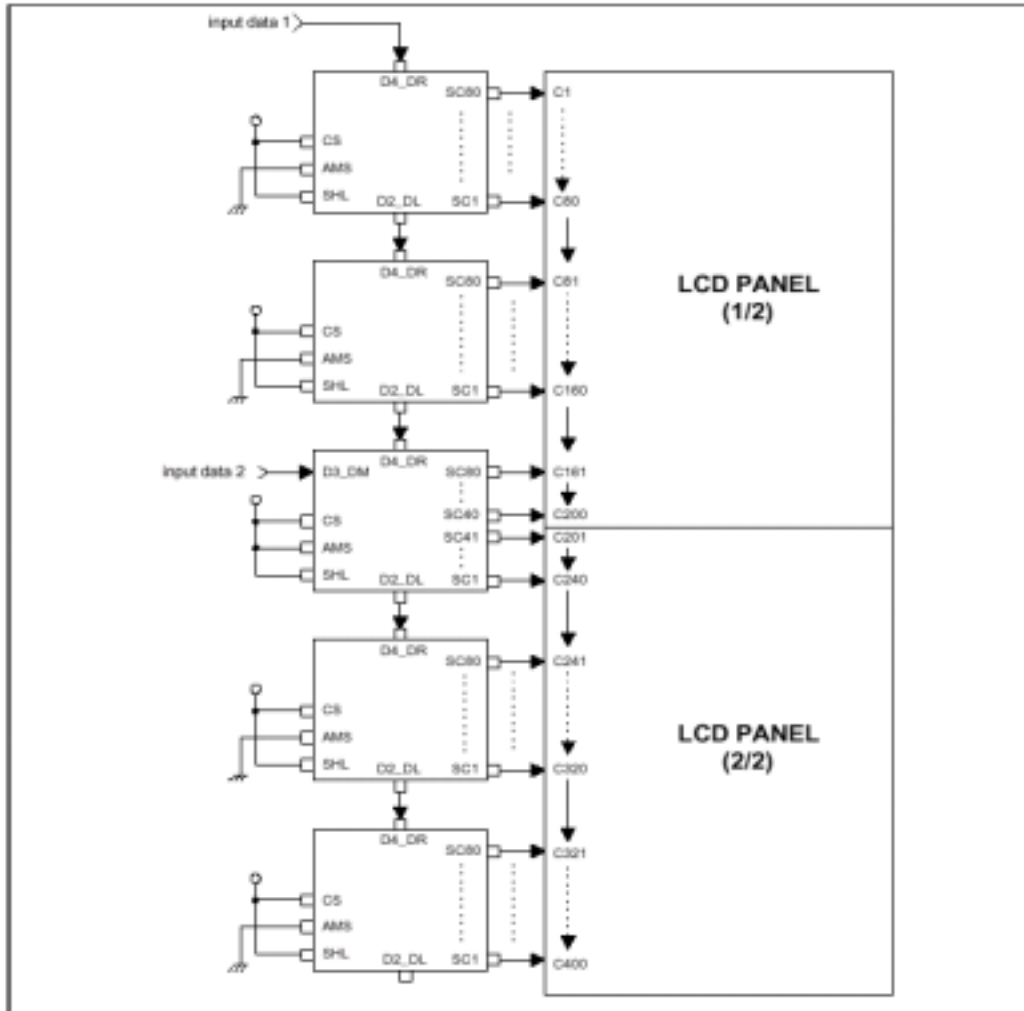 input data 1
D4_DR
SC80 C1
CS
AMS
SHL
D2_DL SC1 C80
D4_DR
SC80 C81
LCD PANEL
(1/2)
CS
AMS
SHL
D2_DL SC1 C160
D4_DR
input data 2 D3_DM SC80 C161
SC40 C200
CS
SC41 C201
AMS
SHL
D2_DL SC1 C240
D4_DR
SC80 C241
CS
LCD PANEL
(2/2)
AMS
SHL
D2_DL SC1 C320
D4_DR
SC80 C321
CS
AMS
SHL
D2_DL SC1 C400